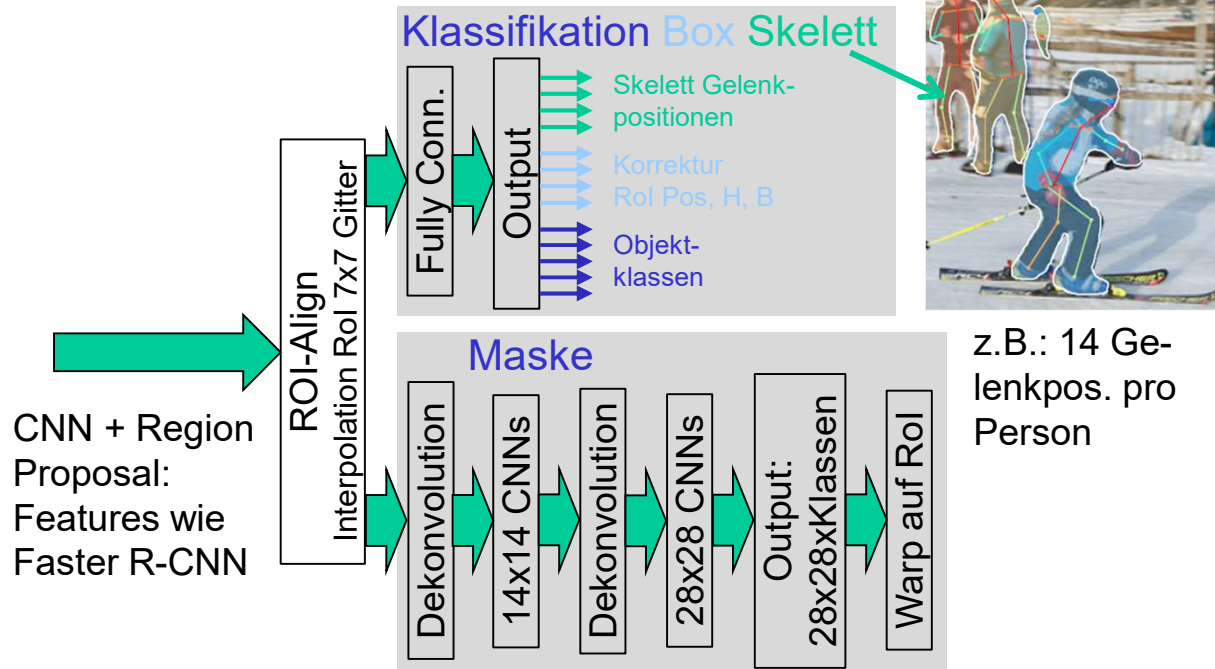 Klassifikation Box Skelett
Fully Conn.
Output
Skelett Gelenk-
positionen
Korrektur
RoI Pos, H, B
Objekt-
klassen
ROI-Align
Interpolation RoI 7x7 Gitter
CNN + Region
Proposal:
Features wie
Faster R-CNN
Maske
Dekonvolution
14x14 CNNs
Dekonvolution
28x28 CNNs
Output:
28x28xKlassen
Warp auf RoI
z.B.: 14 Ge-
lenkpos. pro
Person